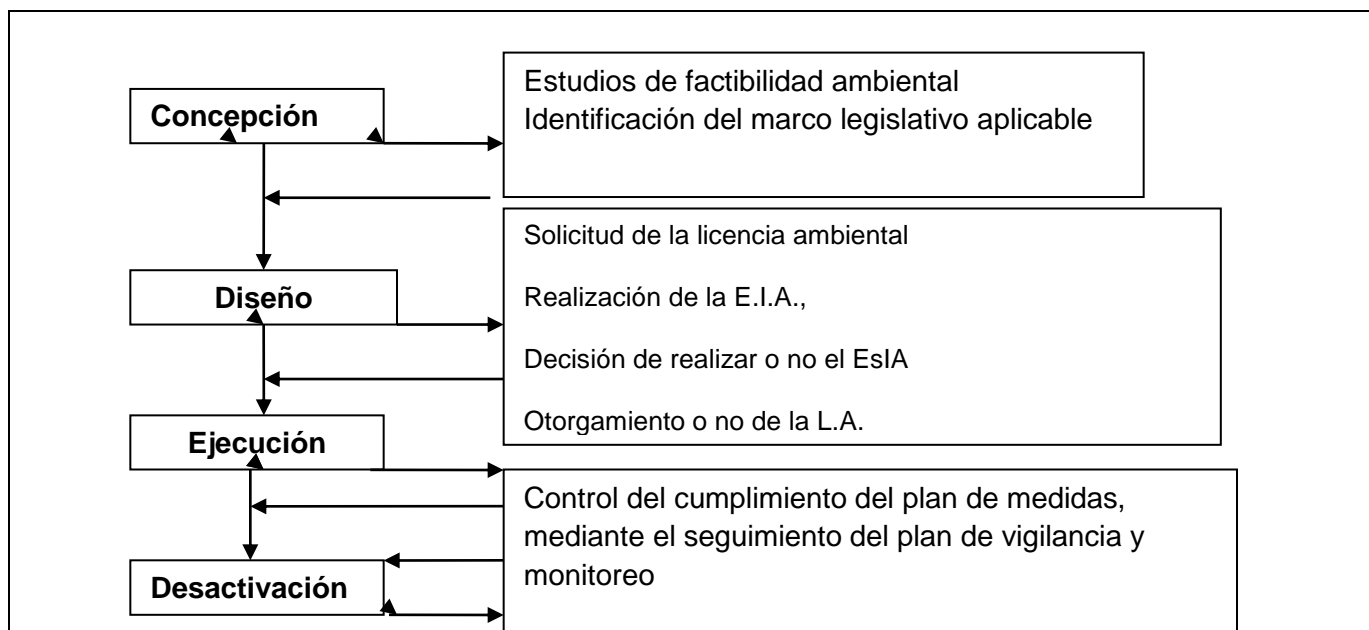 Concepción
Estudios de factibilidad ambiental
Identificación del marco legislativo aplicable
Diseño
Solicitud de la licencia ambiental
Realización de la E.I.A.,
Decisión de realizar o no el EsIA
Otorgamiento o no de la L.A.
Ejecución
Control del cumplimiento del plan de medidas,
mediante el seguimiento del plan de vigilancia y
monitoreo
Desactivación